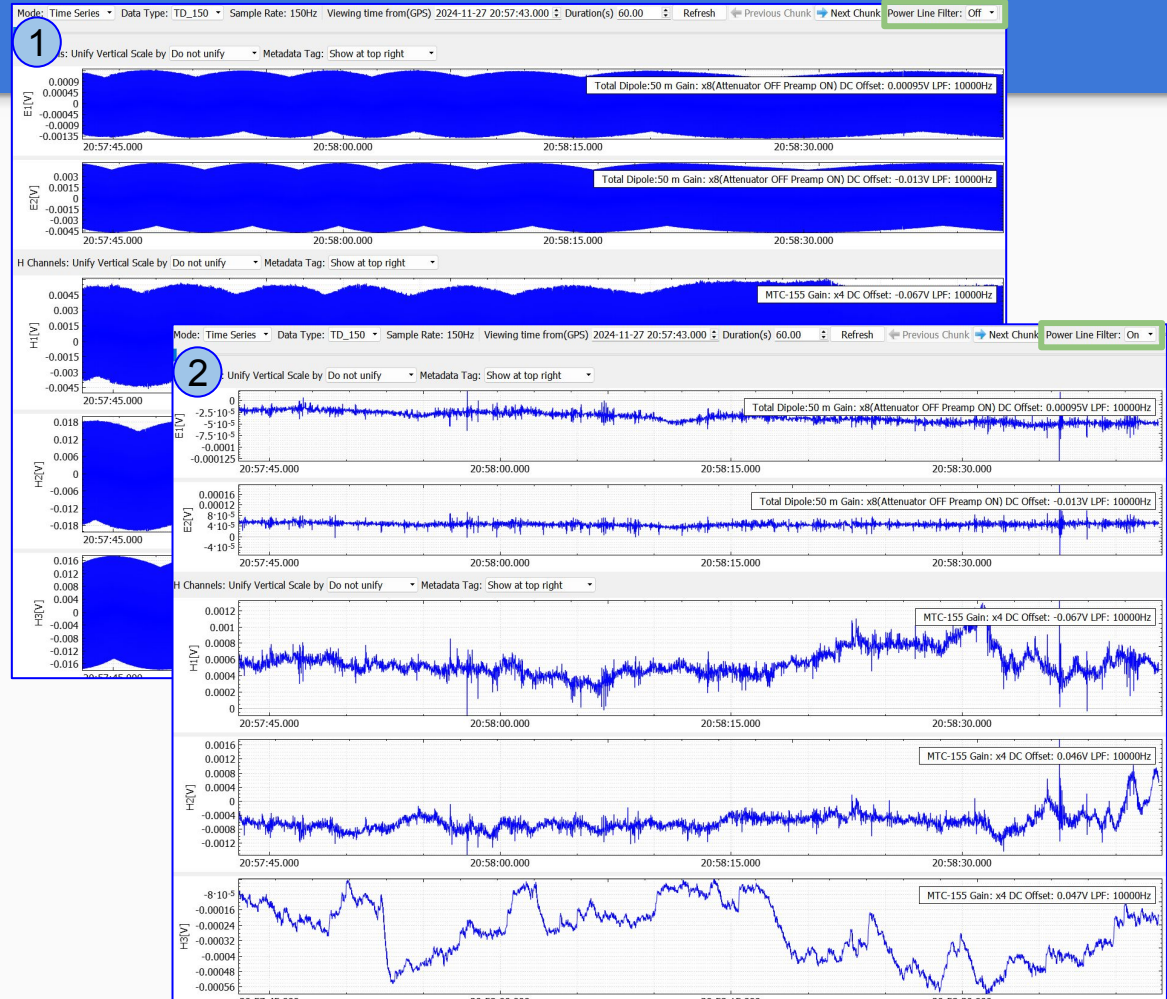 Mode: Time Series Data Type: TD_150 Sample Rate: 150Hz Viewing time from(GPS) 2024-11-27 20:57:43.000 Duration(s) 60.00 Refresh Previous Chunk Next Chunk Power Line Filter: Off
1
Unify Vertical Scale by Do not unify Metadata Tag: Show at top right
E1[V]
0.0009
0.00045
0
-0.00045
-0.0009
-0.00135
Total Dipole:50 m Gain: x8(Attenuator OFF Preamp ON) DC Offset: 0.00095V LPF: 10000Hz
20:57:45.000 20:58:00.000 20:58:15.000 20:58:30.000
E2[V]
0.003
0.0015
0
-0.0015
-0.003
-0.0045
Total Dipole:50 m Gain: x8(Attenuator OFF Preamp ON) DC Offset: -0.013V LPF: 10000Hz
20:57:45.000 20:58:00.000 20:58:15.000 20:58:30.000
H Channels: Unify Vertical Scale by Do not unify Metadata Tag: Show at top right
H1[V]
0.0045
0.003
0.0015
0
-0.0015
-0.003
-0.0045
MTC-155 Gain: x4 DC Offset: -0.067V LPF: 10000Hz
20:57:45.000
H2[V]
0.018
0.012
0.006
0
-0.006
-0.012
-0.018
20:57:45.000
H3[V]
0.016
0.012
0.008
0.004
0
-0.004
-0.008
-0.012
-0.016
Mode: Time Series Data Type: TD_150 Sample Rate: 150Hz Viewing time from(GPS) 2024-11-27 20:57:43.000 Duration(s) 60.00 Refresh Previous Chunk Next Chunk Power Line Filter: On
2
Unify Vertical Scale by Do not unify Metadata Tag: Show at top right
E1[V]
0
-2.5·10-5
-5·10-5
-7.5·10-5
-0.0001
-0.000125
Total Dipole:50 m Gain: x8(Attenuator OFF Preamp ON) DC Offset: 0.00095V LPF: 10000Hz
20:57:45.000 20:58:00.000 20:58:15.000 20:58:30.000
E2[V]
0.00016
0.00012
8·10-5
4·10-5
0
-4·10-5
Total Dipole:50 m Gain: x8(Attenuator OFF Preamp ON) DC Offset: -0.013V LPF: 10000Hz
20:57:45.000 20:58:00.000 20:58:15.000 20:58:30.000
H Channels: Unify Vertical Scale by Do not unify Metadata Tag: Show at top right
H1[V]
0.0012
0.001
0.0008
0.0006
0.0004
0.0002
0
MTC-155 Gain: x4 DC Offset: -0.067V LPF: 10000Hz
20:57:45.000 20:58:00.000 20:58:15.000 20:58:30.000
H2[V]
0.0016
0.0012
0.0008
0.0004
0
-0.0004
-0.0008
-0.0012
MTC-155 Gain: x4 DC Offset: 0.046V LPF: 10000Hz
20:57:45.000 20:58:00.000 20:58:15.000 20:58:30.000
H3[V]
-8·10-5
-0.00016
-0.00024
-0.00032
-0.0004
-0.00048
-0.00056
MTC-155 Gain: x4 DC Offset: 0.047V LPF: 10000Hz